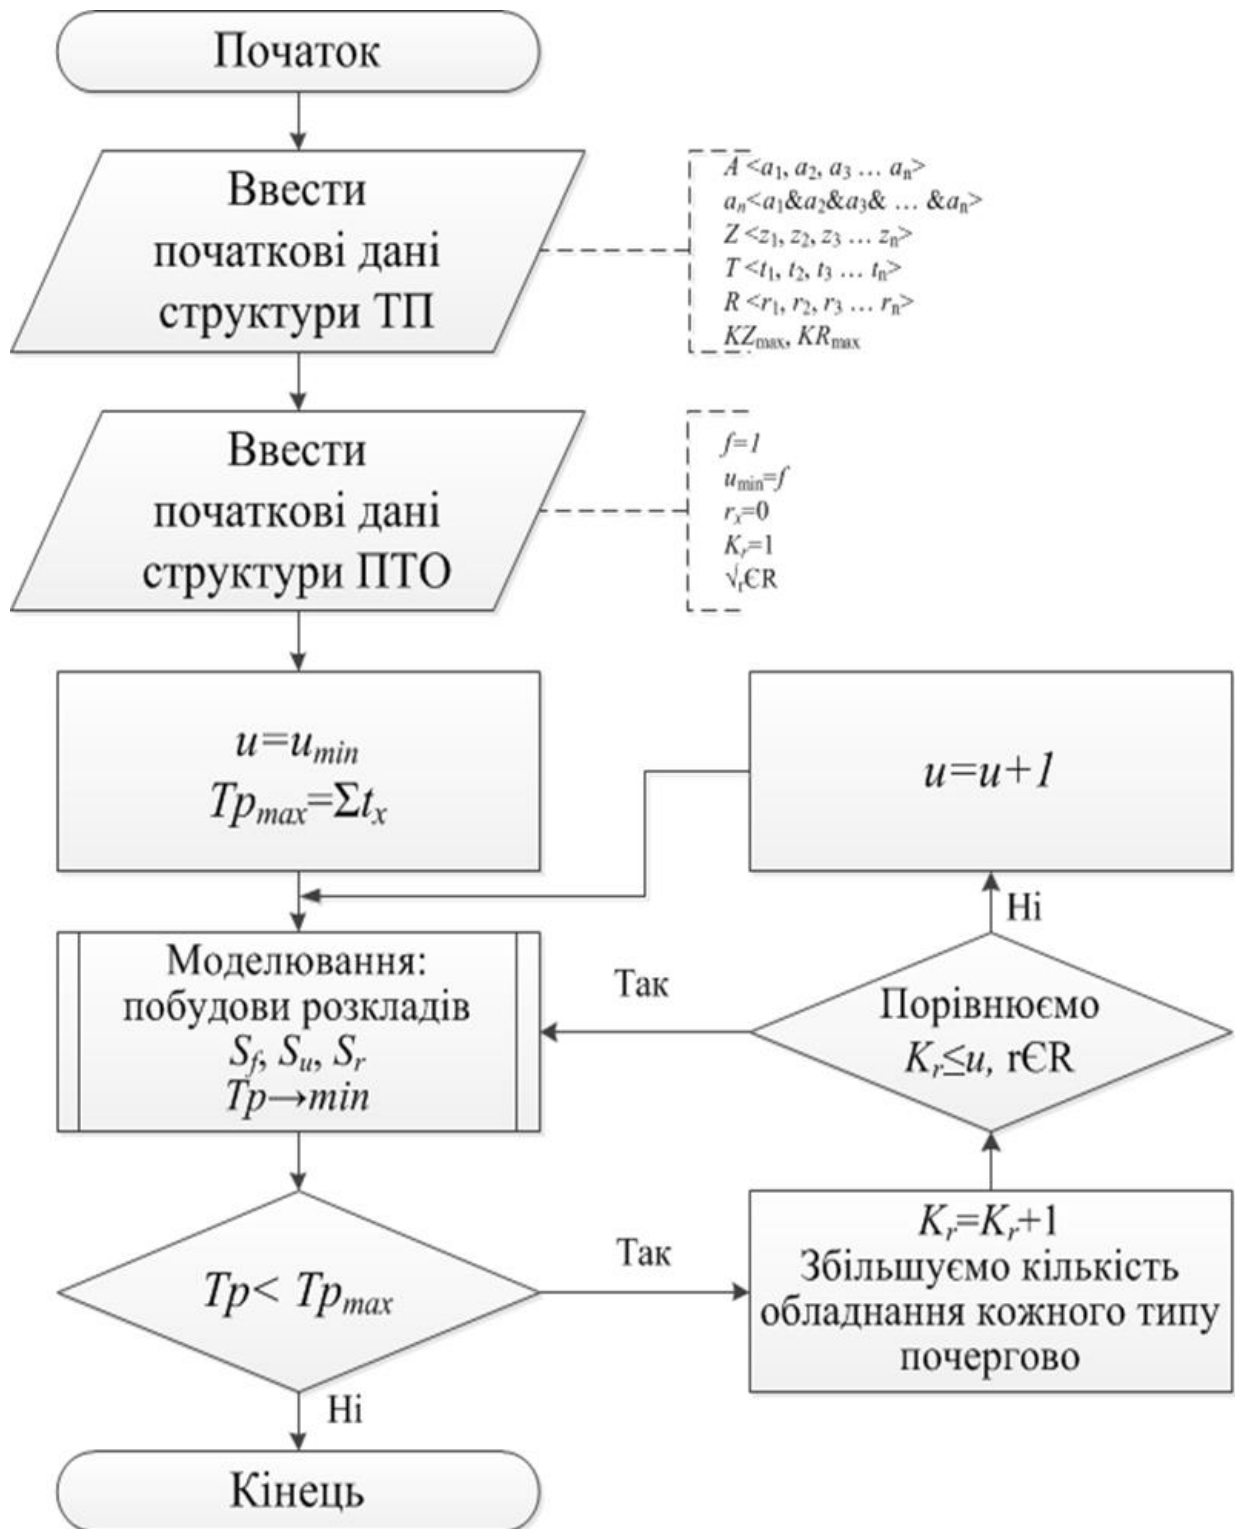 Початок
Ввести
початкові дані
структури ТП
A <a₁, a₂, a₃ … aₙ>
aₙ<a₁&a₂&a₃& … &aₙ>
Z <z₁, z₂, z₃ … zₙ>
T <t₁, t₂, t₃ … tₙ>
R <r₁, r₂, r₃ … rₙ>
KZmax, KRmax
Ввести
початкові дані
структури ПТО
f=1
umin=f
rx=0
Kr=1
√rЄR
u=umin
Tpmax=Σtx
u=u+1
Ні
Моделювання:
побудови розкладів
Sf, Su, Sr
Tp→min
Так
Порівнюємо
Kr≤u, rЄR
Tp< Tpmax
Так
Kr=Kr+1
Збільшуємо кількість
обладнання кожного типу
почергово
Ні
Кінець